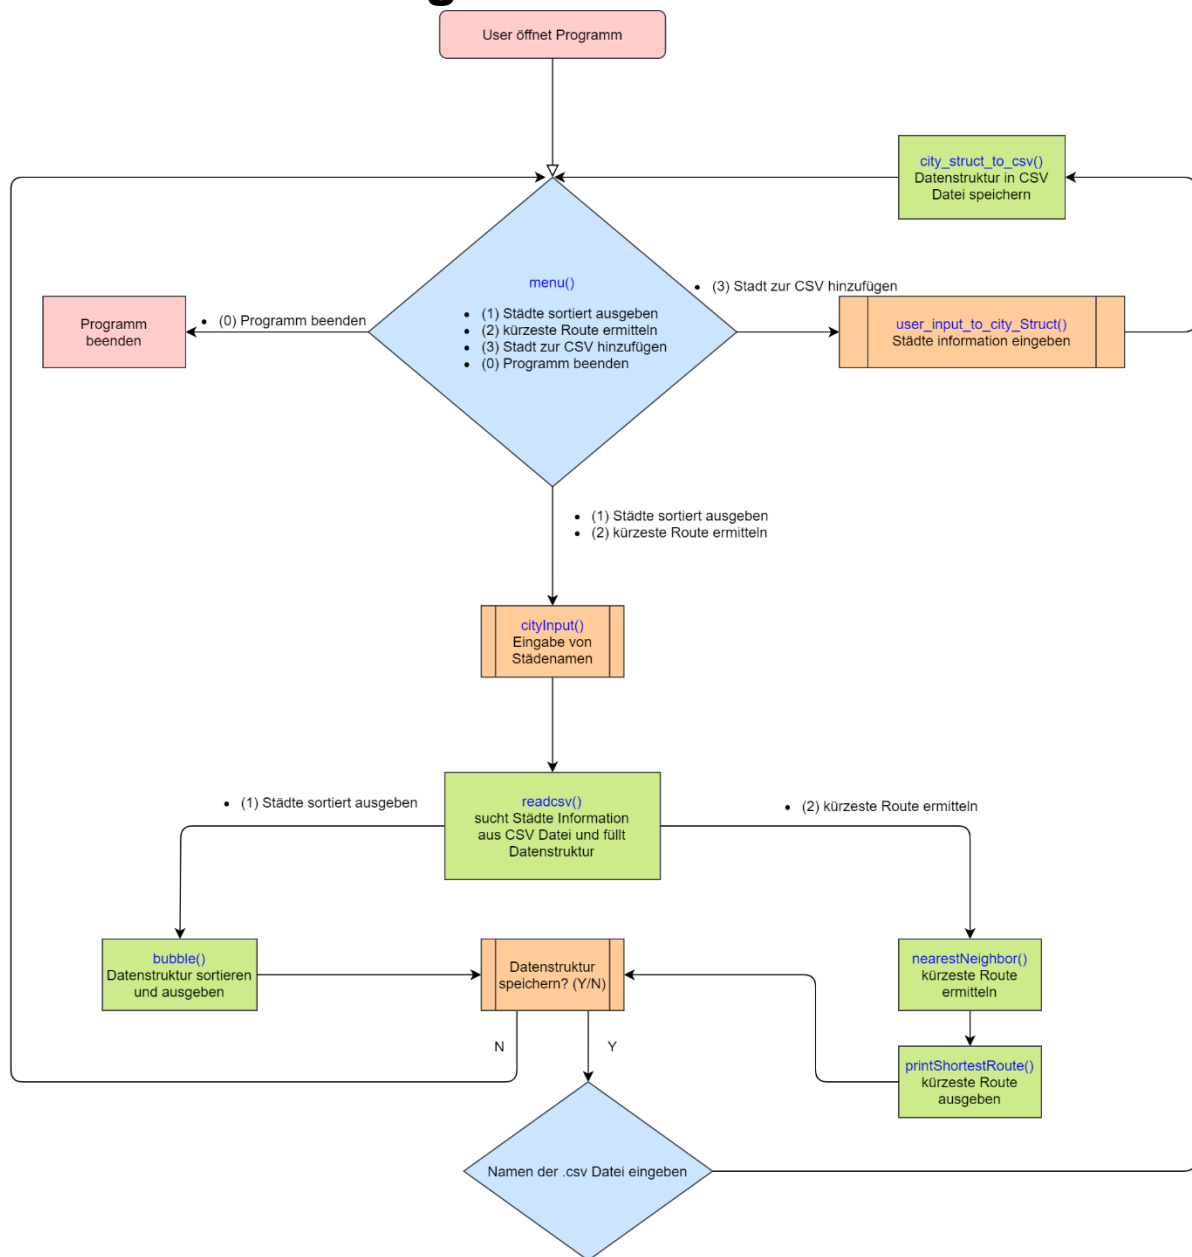 User öffnet Programm
city_struct_to_csv()
Datenstruktur in CSV
Datei speichern
menu()
• (1) Städte sortiert ausgeben
• (2) kürzeste Route ermitteln
• (3) Stadt zur CSV hinzufügen
• (0) Programm beenden
• (3) Stadt zur CSV hinzufügen
Programm
beenden
• (0) Programm beenden
user_input_to_city_Struct()
Städte information eingeben
• (1) Städte sortiert ausgeben
• (2) kürzeste Route ermitteln
cityInput()
Eingabe von
Städenamen
• (1) Städte sortiert ausgeben
readcsv()
sucht Städte Information
aus CSV Datei und füllt
Datenstruktur
• (2) kürzeste Route ermitteln
bubble()
Datenstruktur sortieren
und ausgeben
Datenstruktur
speichern? (Y/N)
nearestNeighbor()
kürzeste Route
ermitteln
N
Y
printShortestRoute()
kürzeste Route
ausgeben
Namen der .csv Datei eingeben